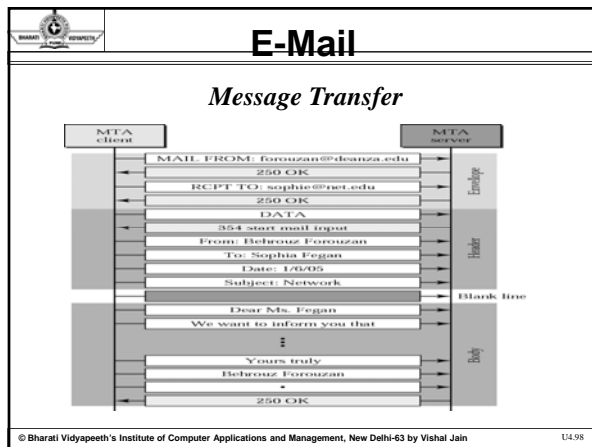 BHARATI
VIDYAPEETH
PUNE
E-Mail
Message Transfer
MTA
client
MTA
server
MAIL FROM: forouzan@deanza.edu
250 OK
RCPT TO: sophie@net.edu
250 OK
Envelope
DATA
354 start mail input
From: Behrouz Forouzan
To: Sophia Fegan
Date: 1/6/05
Subject: Network
Header
Blank line
Dear Ms. Fegan
We want to inform you that
⋮
Yours truly
Behrouz Forouzan
.
250 OK
Body
© Bharati Vidyapeeth's Institute of Computer Applications and Management, New Delhi-63 by Vishal Jain
U4.98